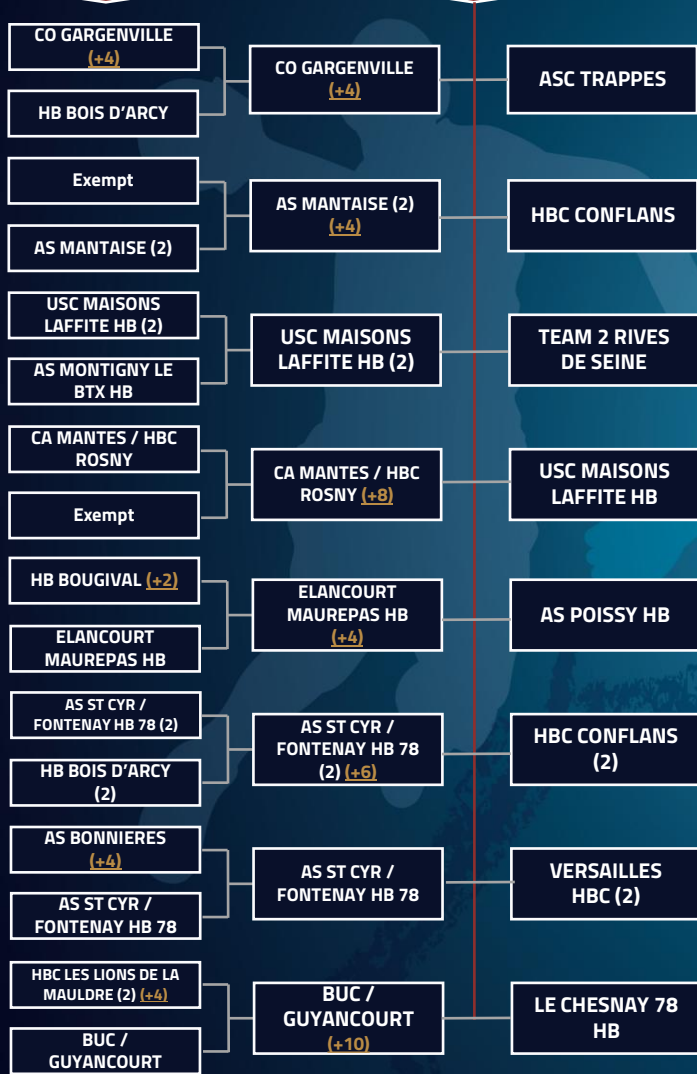 CO GARGENVILLE
(+4)
HB BOIS D'ARCY
CO GARGENVILLE
(+4)
ASC TRAPPES
Exempt
AS MANTAISE (2)
AS MANTAISE (2)
(+4)
HBC CONFLANS
USC MAISONS
LAFFITE HB (2)
AS MONTIGNY LE
BTX HB
USC MAISONS
LAFFITE HB (2)
TEAM 2 RIVES
DE SEINE
CA MANTES / HBC
ROSNY
Exempt
CA MANTES / HBC
ROSNY (+8)
USC MAISONS
LAFFITE HB
HB BOUGIVAL (+2)
ELANCOURT
MAUREPAS HB
ELANCOURT
MAUREPAS HB
(+4)
AS POISSY HB
AS ST CYR /
FONTENAY HB 78 (2)
HB BOIS D'ARCY
(2)
AS ST CYR /
FONTENAY HB 78
(2) (+6)
HBC CONFLANS
(2)
AS BONNIERES
(+4)
AS ST CYR /
FONTENAY HB 78
AS ST CYR /
FONTENAY HB 78
VERSAILLES
HBC (2)
HBC LES LIONS DE LA
MAULDRE (2) (+4)
BUC /
GUYANCOURT
BUC /
GUYANCOURT
(+10)
LE CHESNAY 78
HB